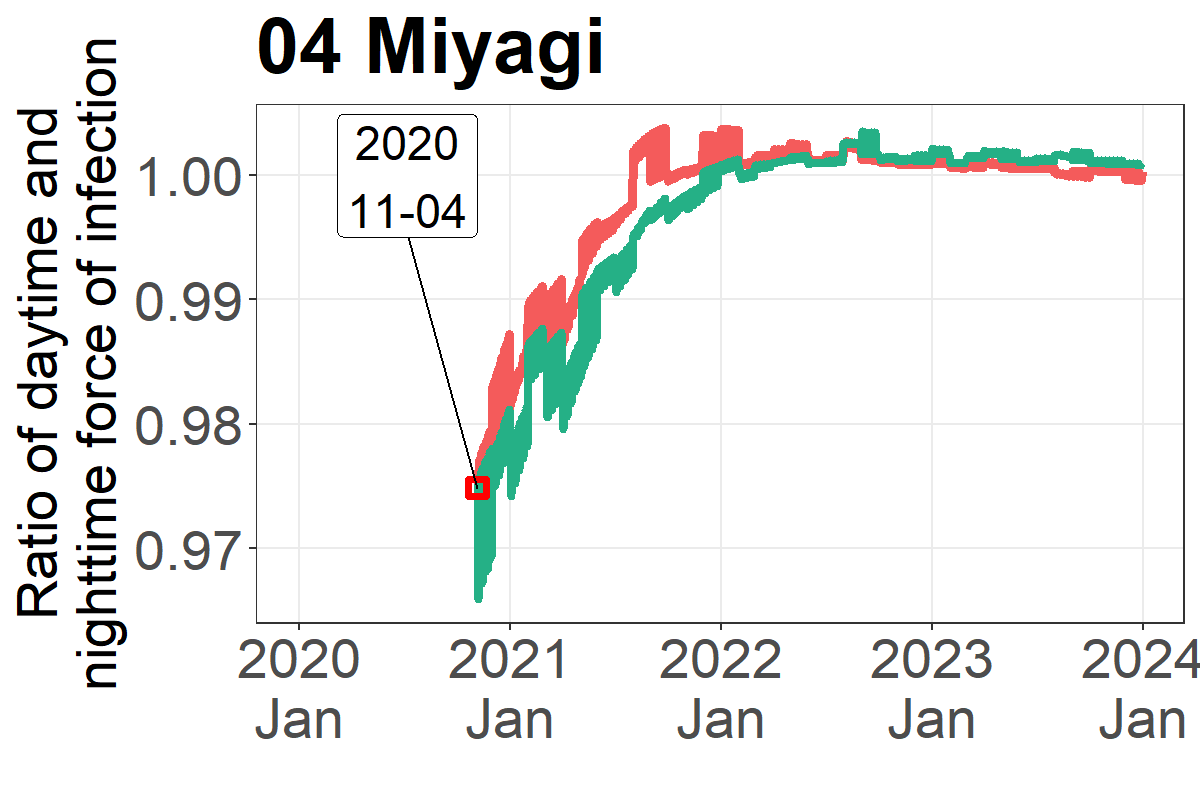 04 Miyagi
Ratio of daytime and
nighttime force of infection
2020
11-04
1.00
0.99
0.98
0.97
2020
Jan
2021
Jan
2022
Jan
2023
Jan
2024
Jan